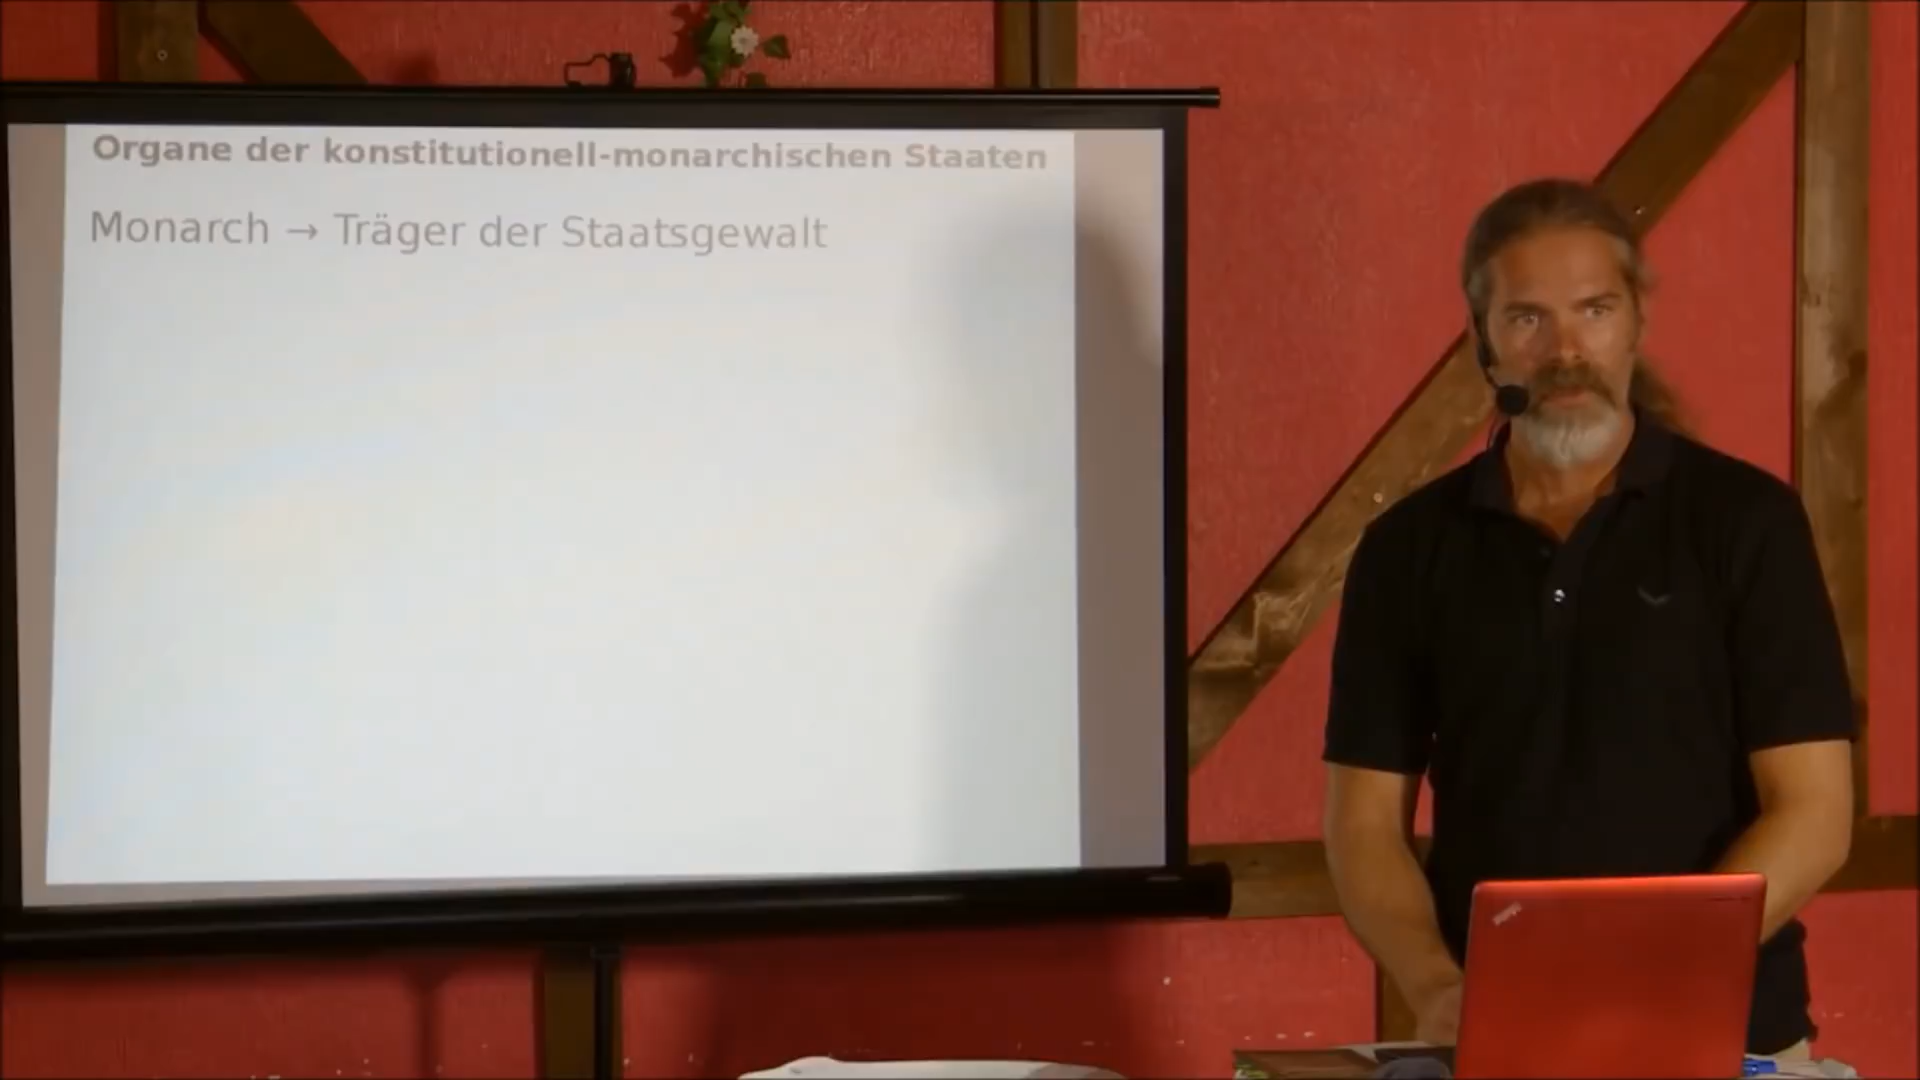 Organe der konstitutionell-monarchischen Staaten
Monarch → Träger der Staatsgewalt